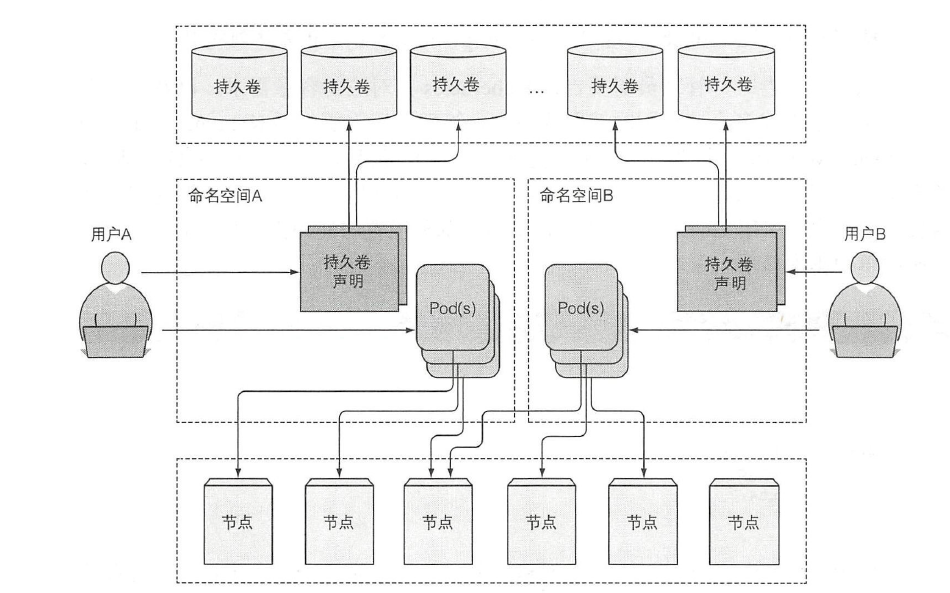 持久卷
持久卷
持久卷
...
持久卷
持久卷
命名空间A
命名空间B
用户A
用户B
持久卷
声明
持久卷
声明
Pod(s)
Pod(s)
节点
节点
节点
节点
节点
节点